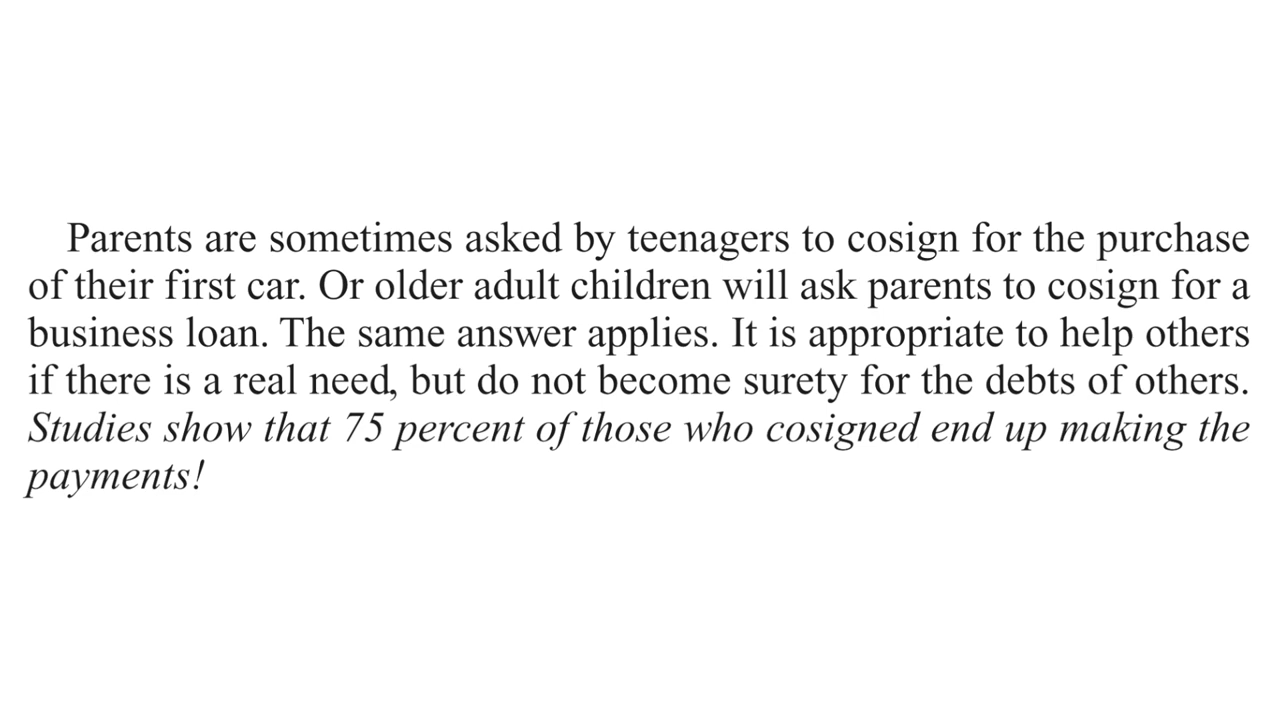 Parents are sometimes asked by teenagers to cosign for the purchase
of their first car. Or older adult children will ask parents to cosign for a
business loan. The same answer applies. It is appropriate to help others
if there is a real need, but do not become surety for the debts of others.
Studies show that 75 percent of those who cosigned end up making the
payments!